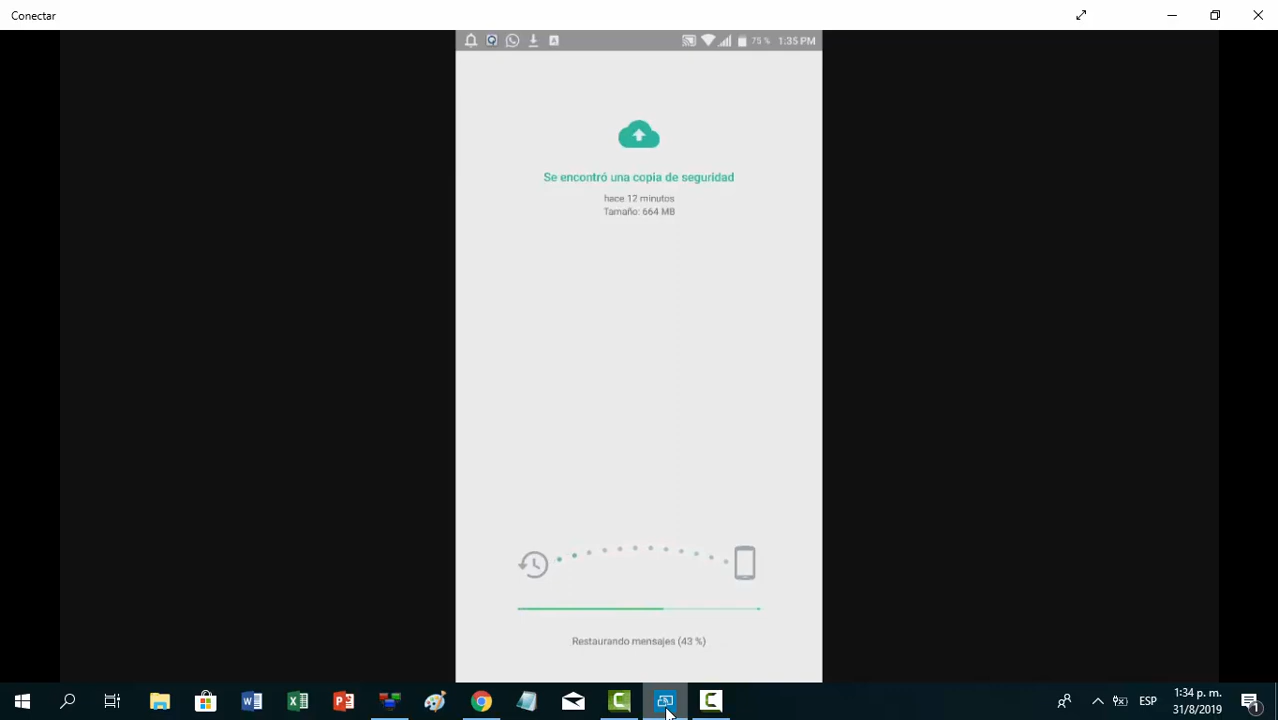 Conectar
75 % 1:35 PM
Se encontró una copia de seguridad
hace 12 minutos
Tamaño: 664 MB
Restaurando mensajes (43 %)
ESP
1:34 p. m.
31/8/2019
1